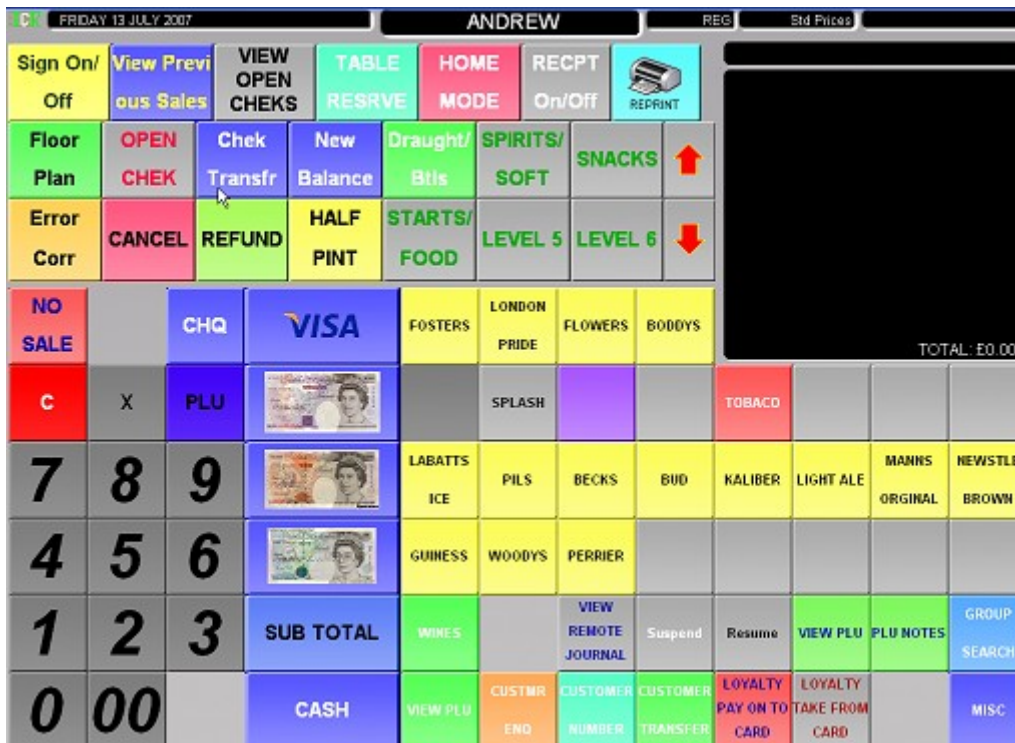 ICR FRIDAY 13 JULY 2007 ANDREW REG Std Prices
Sign On/ Off
View Previ ous Sales
VIEW OPEN CHEKS
TABLE RESRVE
HOME MODE
RECPT On/Off
REPRINT
Floor Plan
OPEN CHEK
Chek Transfr
New Balance
Draught/ Btls
SPIRITS/ SOFT
SNACKS
Error Corr
CANCEL
REFUND
HALF PINT
STARTS/ FOOD
LEVEL 5
LEVEL 6
TOTAL: £0.00
NO SALE
CHQ
VISA
FOSTERS
LONDON PRIDE
FLOWERS
BODDYS
C
X
PLU
SPLASH
TOBACO
7
8
9
LABATTS ICE
PILS
BECKS
BUD
KALIBER
LIGHT ALE
MANNS ORGINAL
NEWSTLE BROWN
4
5
6
GUINESS
WOODYS
PERRIER
1
2
3
SUB TOTAL
WINES
VIEW REMOTE JOURNAL
Suspend
Resume
VIEW PLU
PLU NOTES
GROUP SEARCH
0
00
CASH
VIEW PLU
CUSTMR ENQ
CUSTOMER NUMBER
CUSTOMER TRANSFER
LOYALTY PAY ON TO CARD
LOYALTY TAKE FROM CARD
MISC